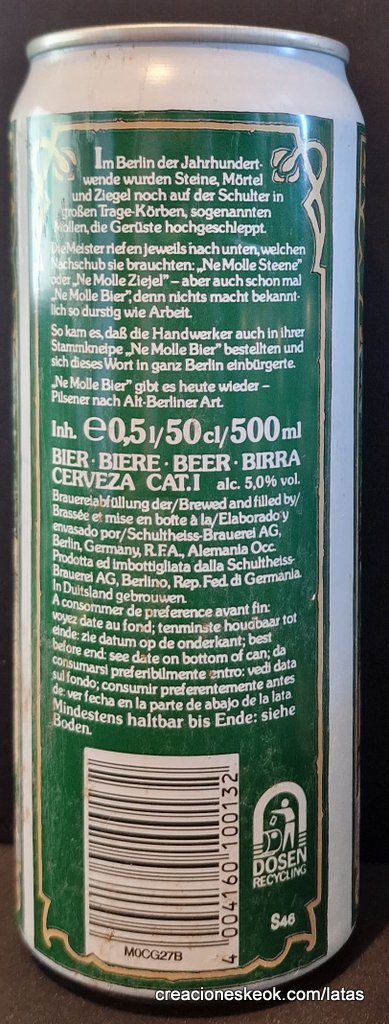 Im Berlin der Jahrhundert-
wende wurden Steine, Mörtel
und Ziegel noch auf der Schulter in
großen Trage-Körben, sogenannten
Mollen, die Gerüste hochgeschleppt.
Die Meister riefen jeweils nach unten, welchen
Nachschub sie brauchten: „Ne Molle Steene"
oder „Ne Molle Ziejel" – aber auch schon mal
„Ne Molle Bier", denn nichts macht bekannt-
lich so durstig wie Arbeit.
So kam es, daß die Handwerker auch in ihrer
Stammkneipe „Ne Molle Bier" bestellten und
sich dieses Wort in ganz Berlin einbürgerte.
„Ne Molle Bier" gibt es heute wieder –
Pilsener nach Alt-Berliner Art.
Inh. ℮ 0,5 l/50 cl/500 ml
BIER · BIERE · BEER · BIRRA
CERVEZA CAT. I alc. 5,0% vol.
Brauereiabfüllung der/Brewed and filled by/
Brassée et mise en boîte à la/Elaborado y
envasado por/Schultheiss-Brauerei AG,
Berlin, Germany, R.F.A., Alemania Occ.
Prodotta ed imbottigliata dalla Schultheiss-
Brauerei AG, Berlino, Rep. Fed. di Germania.
In Duitsland gebrouwen.
A consommer de preference avant fin:
voyez date au fond; tenminste houdbaar tot
einde: zie datum op de onderkant; best
before end: see date on bottom of can; da
consumarsi preferibilmente entro: vedi data
sul fondo; consumir preferentemente antes
de: ver fecha en la parte de abajo de la lata.
Mindestens haltbar bis Ende: siehe
Boden.
4 004160 100132
M0CG27B
DOSEN
RECYCLING
S46
creacioneskeok.com/latas